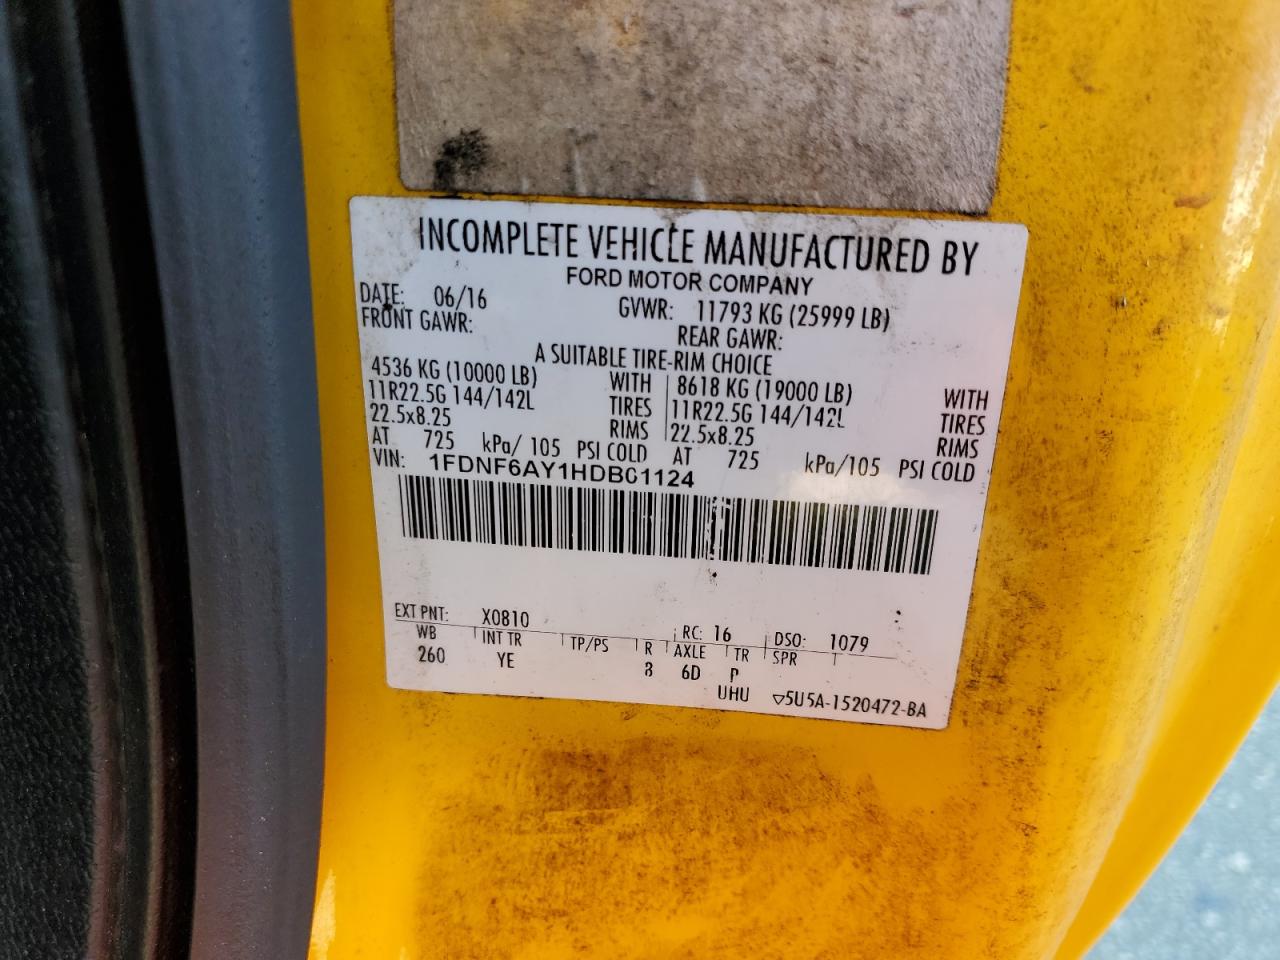 INCOMPLETE VEHICLE MANUFACTURED BY
FORD MOTOR COMPANY
DATE: 06/16 GVWR: 11793 KG (25999 LB)
FRONT GAWR: REAR GAWR:
A SUITABLE TIRE-RIM CHOICE
4536 KG (10000 LB) WITH 8618 KG (19000 LB) WITH
11R22.5G 144/142L TIRES 11R22.5G 144/142L TIRES
22.5x8.25 RIMS 22.5x8.25 RIMS
AT 725 kPa/ 105 PSI COLD AT 725 kPa/105 PSI COLD
VIN: 1FDNF6AY1HDB01124
EXT PNT: X0810 RC: 16 DSO: 1079
WB INT TR TP/PS R AXLE TR SPR
260 YE 6D P
UHU ▽5U5A-1520472-BA